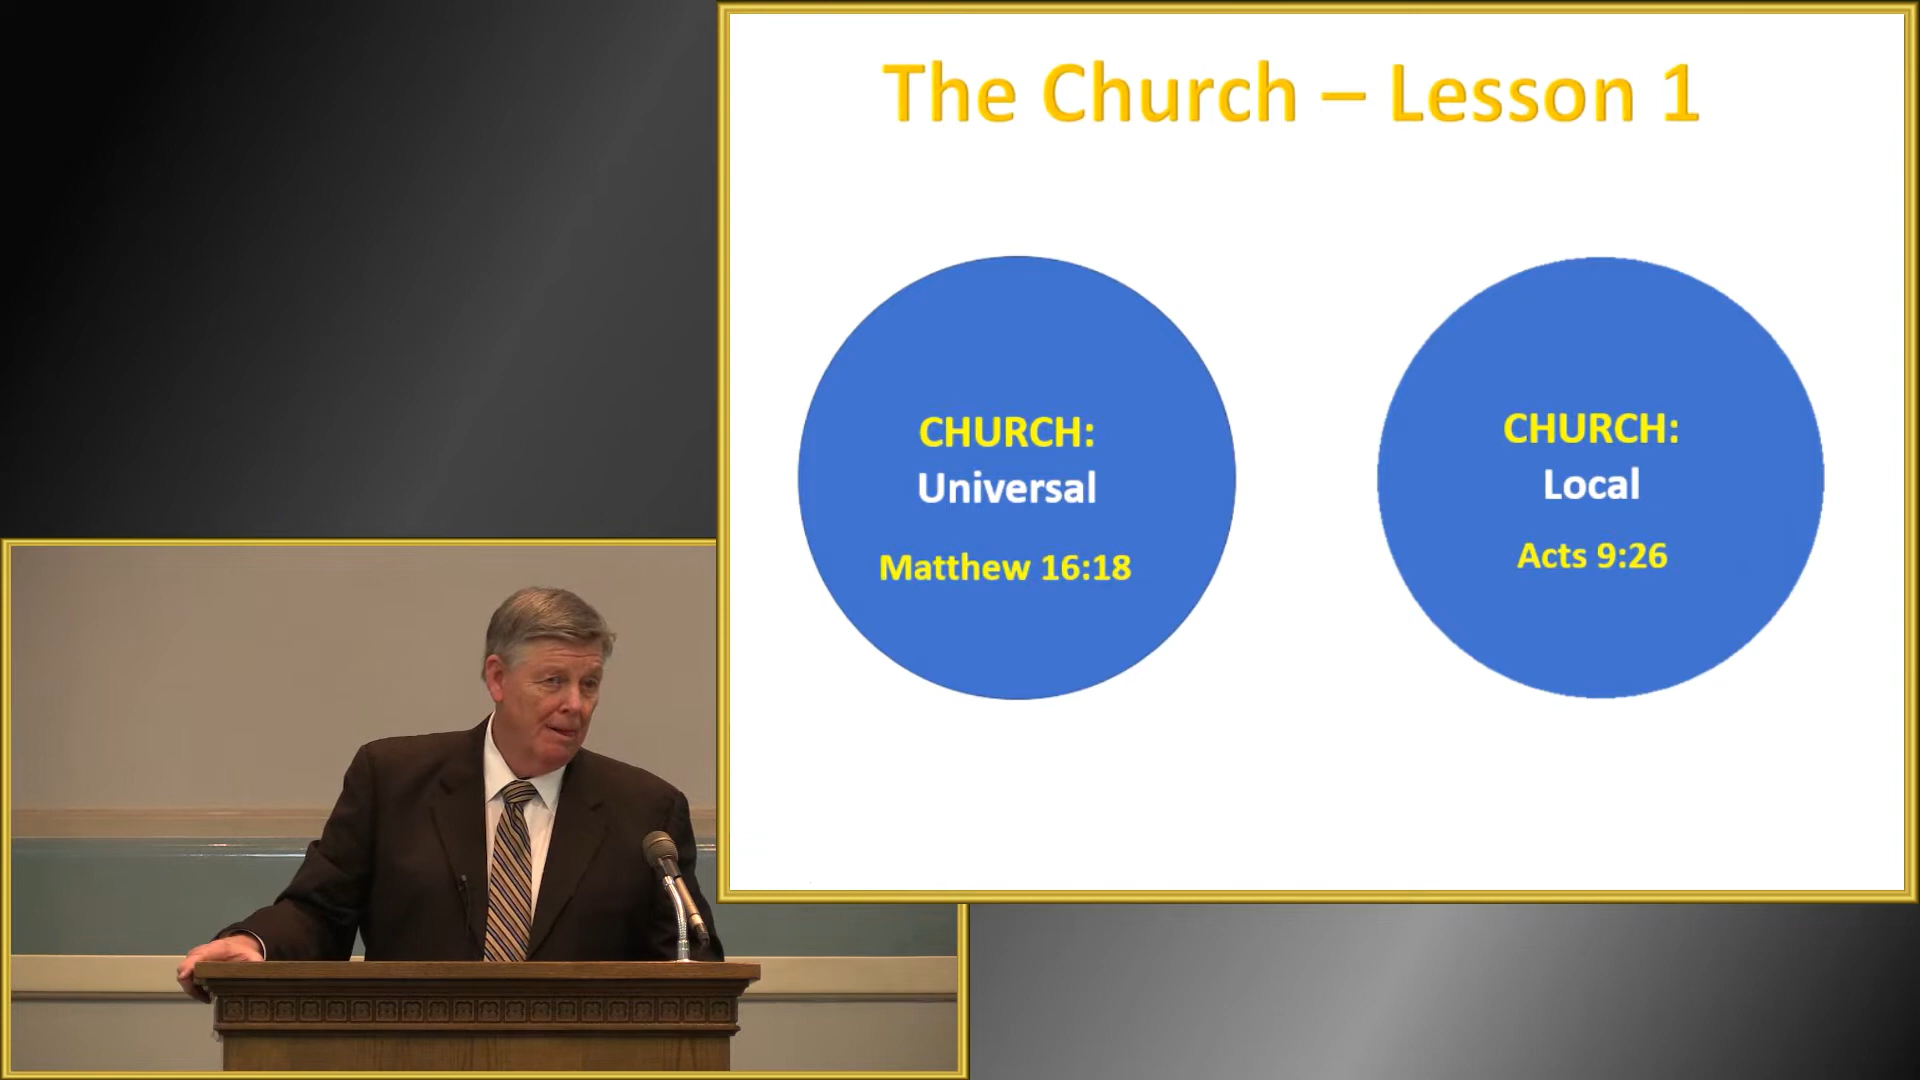 The Church – Lesson 1
CHURCH:
Universal
Matthew 16:18
CHURCH:
Local
Acts 9:26